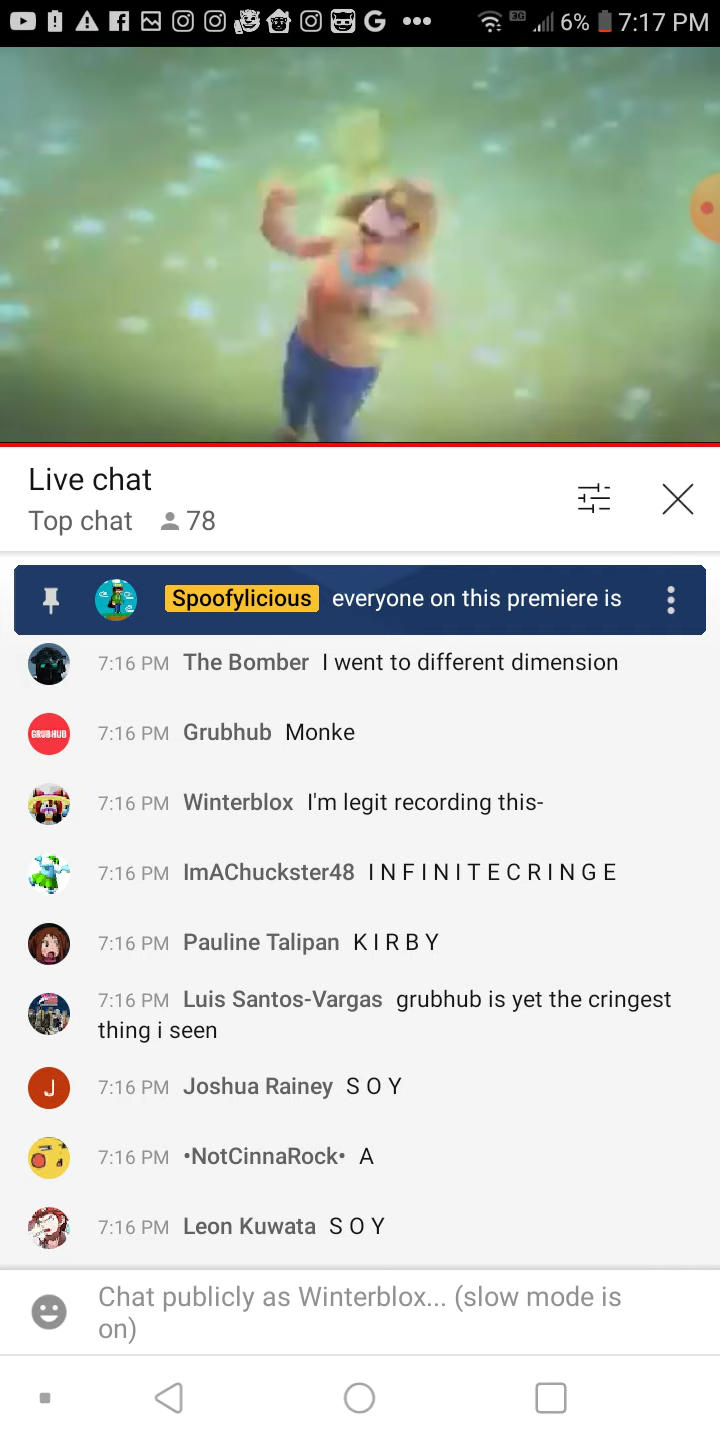 3G 6% 7:17 PM
Live chat
Top chat 78
Spoofylicious everyone on this premiere is
7:16 PM The Bomber I went to different dimension
GRUBHUB 7:16 PM Grubhub Monke
7:16 PM Winterblox I'm legit recording this-
7:16 PM ImAChuckster48 I N F I N I T E C R I N G E
7:16 PM Pauline Talipan K I R B Y
7:16 PM Luis Santos-Vargas grubhub is yet the cringest
thing i seen
J 7:16 PM Joshua Rainey S O Y
7:16 PM •NotCinnaRock• A
7:16 PM Leon Kuwata S O Y
Chat publicly as Winterblox... (slow mode is
on)